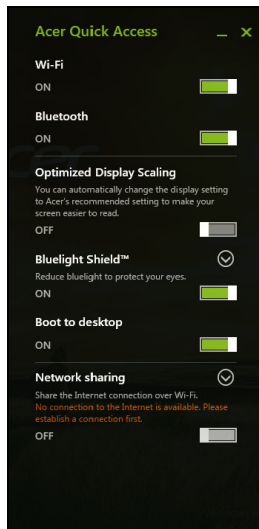 Acer Quick Access
Wi-Fi
ON
Bluetooth
ON
Optimized Display Scaling
You can automatically change the display setting
to Acer's recommended setting to make your
screen easier to read.
OFF
Bluelight Shield™
Reduce bluelight to protect your eyes.
ON
Boot to desktop
ON
Network sharing
Share the Internet connection over Wi-Fi.
No connection to the Internet is available. Please
establish a connection first.
OFF